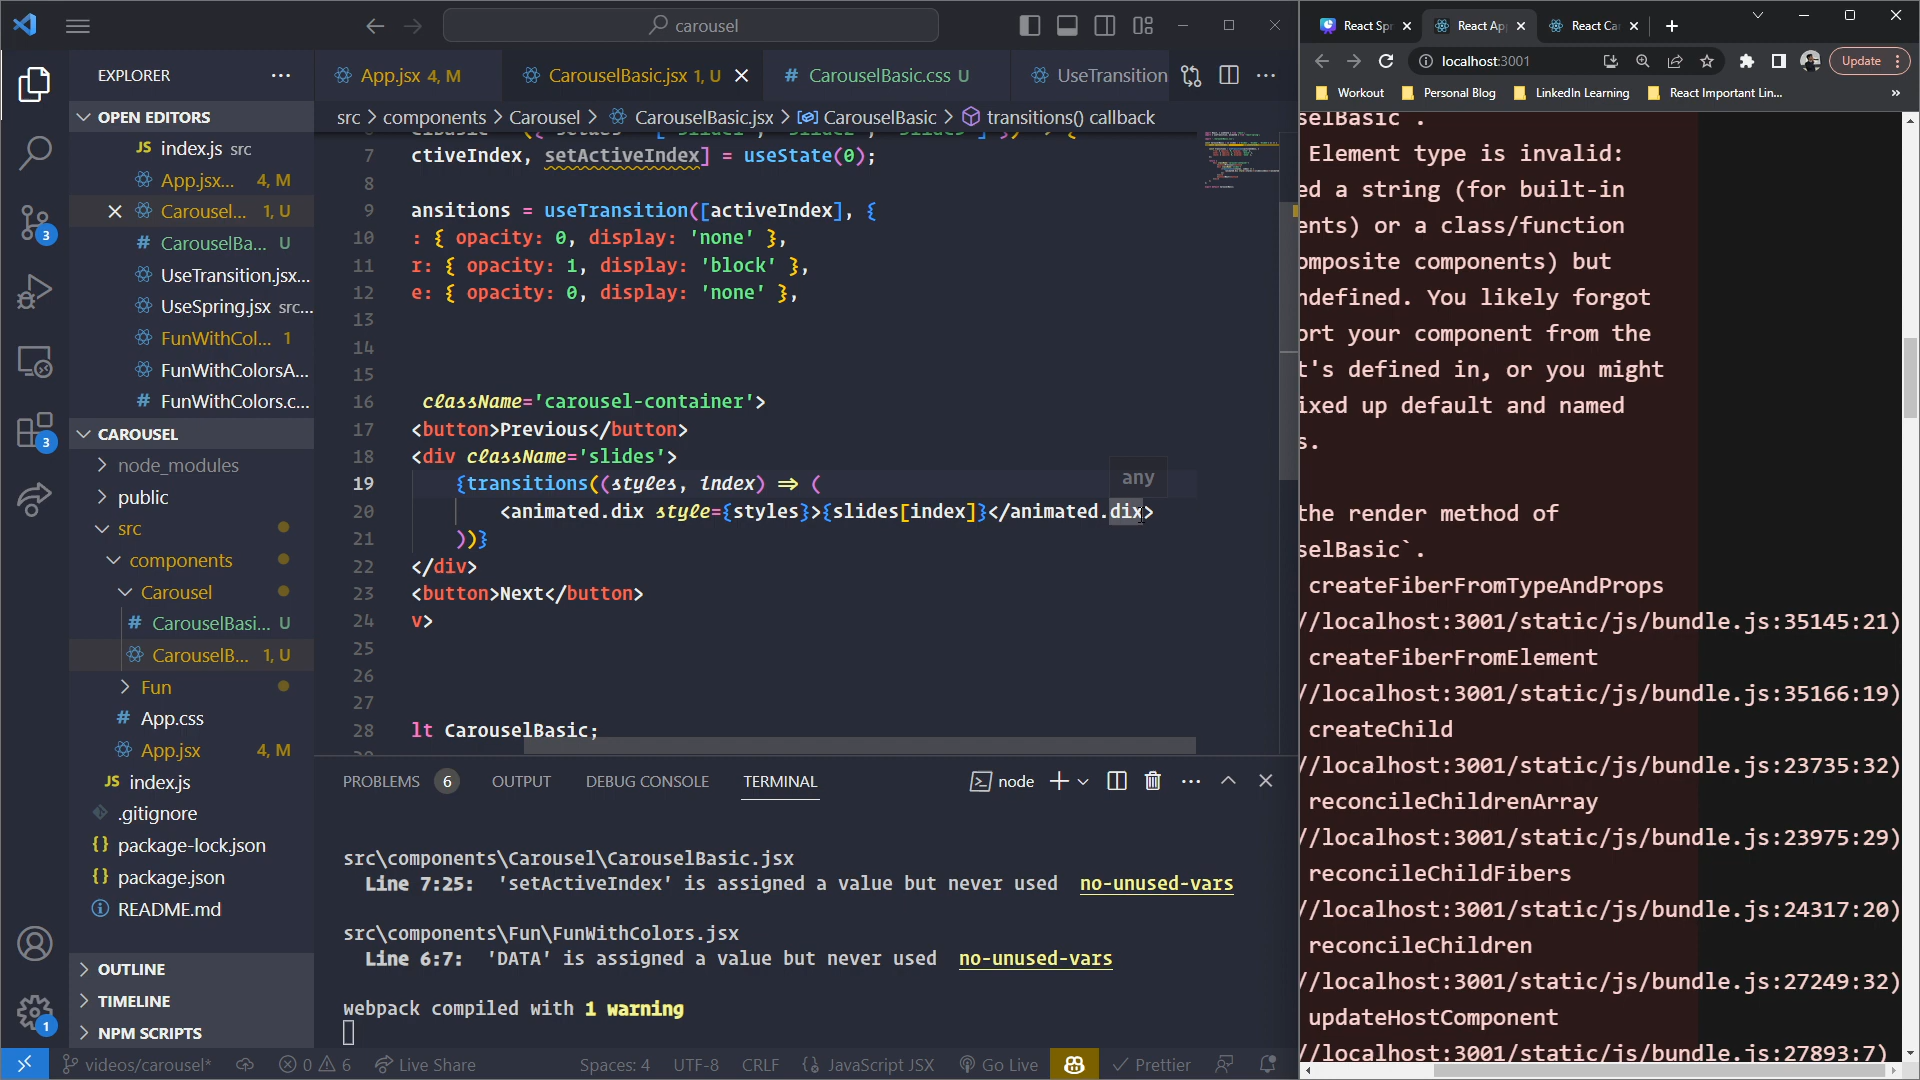 carousel
EXPLORER
OPEN EDITORS
JS index.js src
App.jsx... 4, M
Carousel... 1, U
# CarouselBa... U
UseTransition.jsx...
UseSpring.jsx src...
FunWithCol... 1
FunWithColorsA...
# FunWithColors.c...
CAROUSEL
node_modules
public
src
components
Carousel
# CarouselBasi... U
CarouselB... 1, U
Fun
# App.css
App.jsx 4, M
JS index.js
.gitignore
{} package-lock.json
{} package.json
README.md
OUTLINE
TIMELINE
NPM SCRIPTS
3
3
1
App.jsx 4, M
CarouselBasic.jsx 1, U
# CarouselBasic.css U
UseTransition
src > components > Carousel > CarouselBasic.jsx > CarouselBasic > transitions() callback
7 ctiveIndex, setActiveIndex] = useState(0);
8
9 ansitions = useTransition([activeIndex], {
10 : { opacity: 0, display: 'none' },
11 r: { opacity: 1, display: 'block' },
12 e: { opacity: 0, display: 'none' },
13
14
15
16 className='carousel-container'>
17 <button>Previous</button>
18 <div className='slides'>
19 {transitions((styles, index) => (
any
20 <animated.dix style={styles}>{slides[index]}</animated.dix>
21 ))}
22 </div>
23 <button>Next</button>
24 v>
25
26
27
28 lt CarouselBasic;
PROBLEMS 6 OUTPUT DEBUG CONSOLE TERMINAL
node
src\components\Carousel\CarouselBasic.jsx
Line 7:25: 'setActiveIndex' is assigned a value but never used no-unused-vars
src\components\Fun\FunWithColors.jsx
Line 6:7: 'DATA' is assigned a value but never used no-unused-vars
webpack compiled with 1 warning
videos/carousel* 0 6 Live Share Spaces: 4 UTF-8 CRLF {} JavaScript JSX Go Live Prettier
React Spr React Ap React Ca
localhost:3001
Update
Workout Personal Blog LinkedIn Learning React Important Lin... »
selBasic`.
Element type is invalid:
ed a string (for built-in
ents) or a class/function
omposite components) but
ndefined. You likely forgot
ort your component from the
t's defined in, or you might
ixed up default and named
s.
the render method of
selBasic`.
createFiberFromTypeAndProps
//localhost:3001/static/js/bundle.js:35145:21)
createFiberFromElement
//localhost:3001/static/js/bundle.js:35166:19)
createChild
//localhost:3001/static/js/bundle.js:23735:32)
reconcileChildrenArray
//localhost:3001/static/js/bundle.js:23975:29)
reconcileChildFibers
//localhost:3001/static/js/bundle.js:24317:20)
reconcileChildren
//localhost:3001/static/js/bundle.js:27249:32)
updateHostComponent
//localhost:3001/static/js/bundle.js:27893:7)